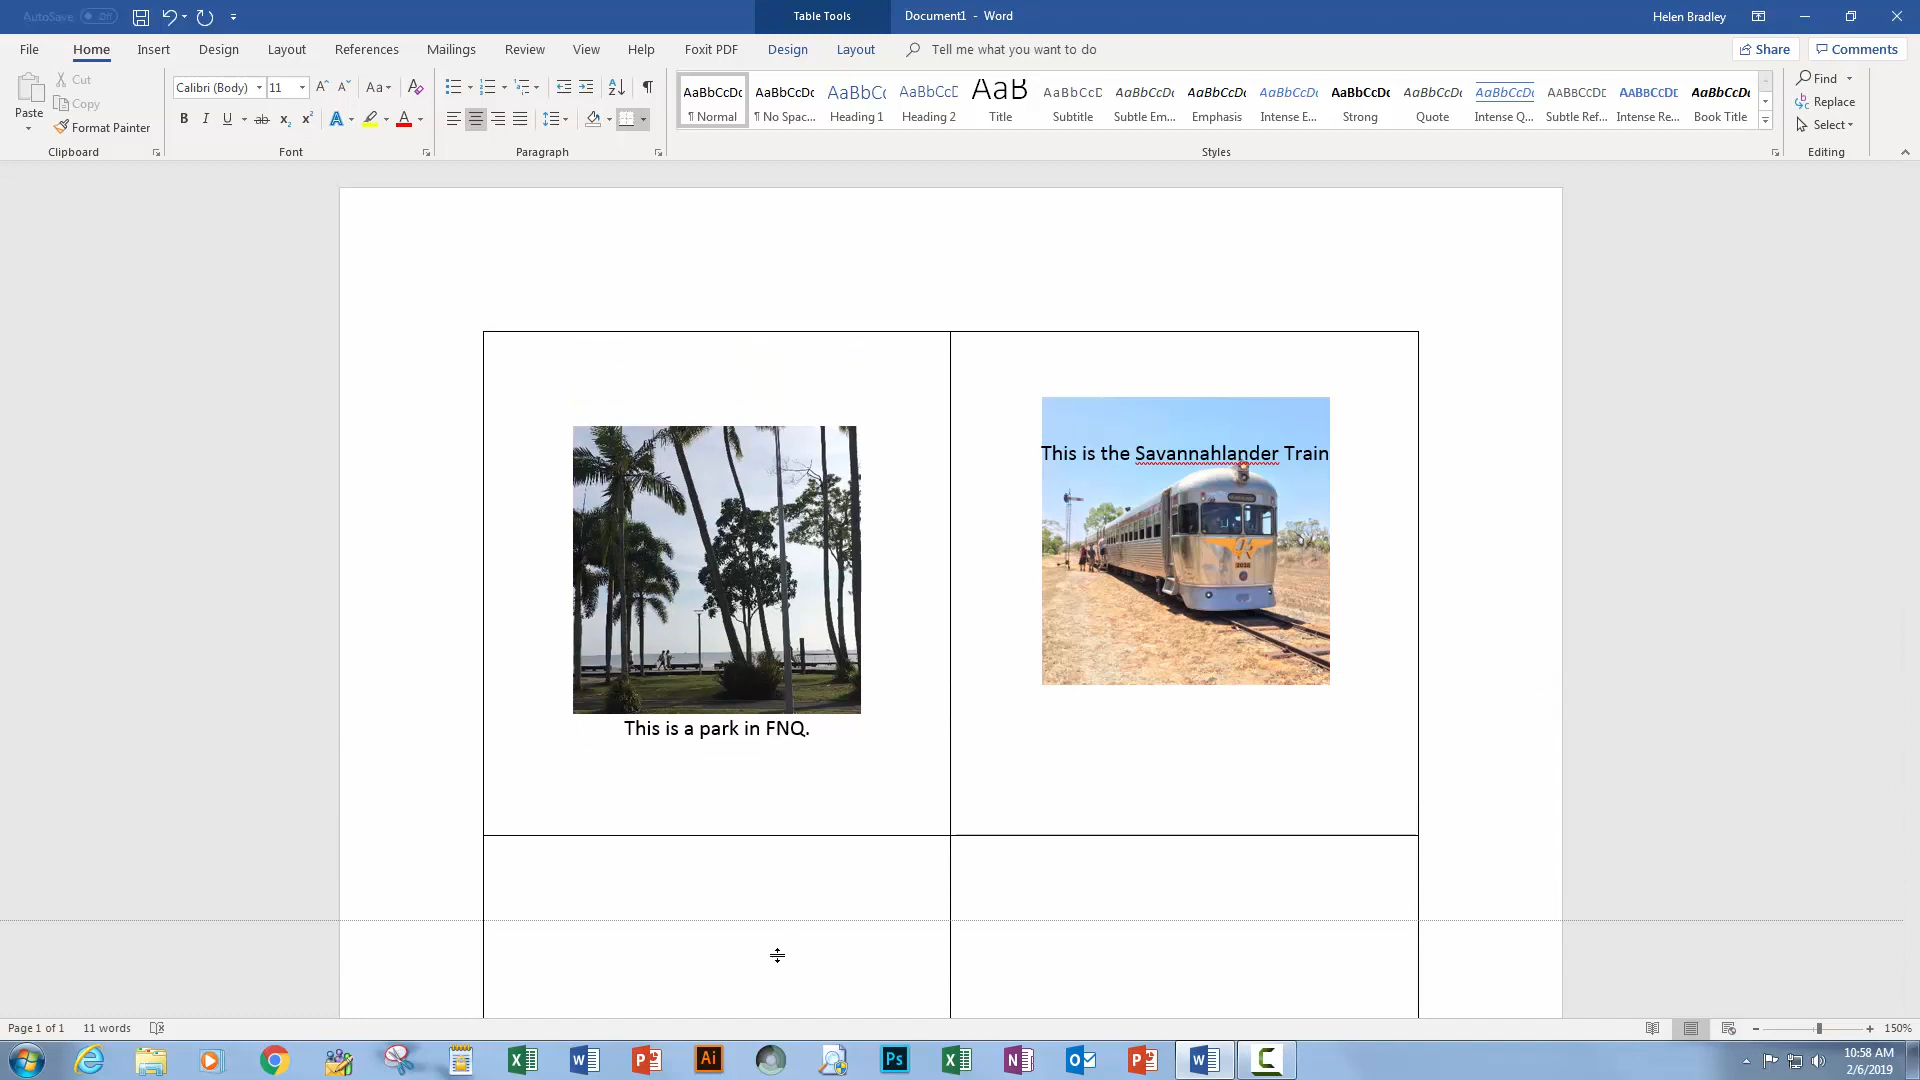 AutoSave Off
Table Tools
Document1 - Word
Helen Bradley
File Home Insert Design Layout References Mailings Review View Help Foxit PDF Design Layout Tell me what you want to do Share Comments
Paste
Cut
Copy
Format Painter
Clipboard
Calibri (Body) 11
Font
Paragraph
AaBbCcDc AaBbCcDc AaBbCc AaBbCcD AaB AaBbCcD AaBbCcDc AaBbCcDc AaBbCcDc AaBbCcDc AaBbCcDc AaBbCcDc AaBbCcDD AaBbCcDc AaBbCcDc
¶ Normal ¶ No Spac... Heading 1 Heading 2 Title Subtitle Subtle Em... Emphasis Intense E... Strong Quote Intense Q... Subtle Ref... Intense Re... Book Title
Styles
Find
Replace
Select
Editing
This is the Savannahlander Train
This is a park in FNQ.
Page 1 of 1 11 words
150%
10:58 AM
2/6/2019